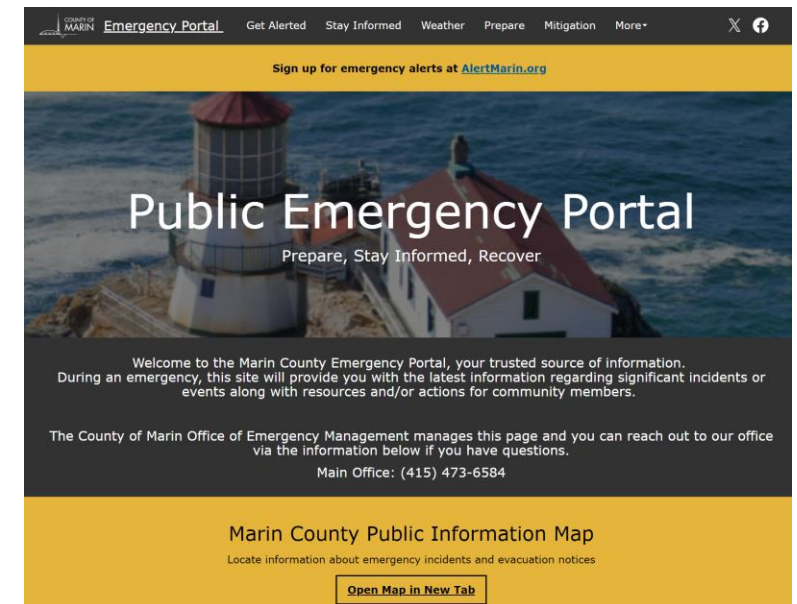 COUNTY OF
MARIN
Emergency Portal
Get Alerted
Stay Informed
Weather
Prepare
Mitigation
More
Sign up for emergency alerts at AlertMarin.org
Public Emergency Portal
Prepare, Stay Informed, Recover
Welcome to the Marin County Emergency Portal, your trusted source of information.
During an emergency, this site will provide you with the latest information regarding significant incidents or
events along with resources and/or actions for community members.
The County of Marin Office of Emergency Management manages this page and you can reach out to our office
via the information below if you have questions.
Main Office: (415) 473-6584
Marin County Public Information Map
Locate information about emergency incidents and evacuation notices
Open Map in New Tab